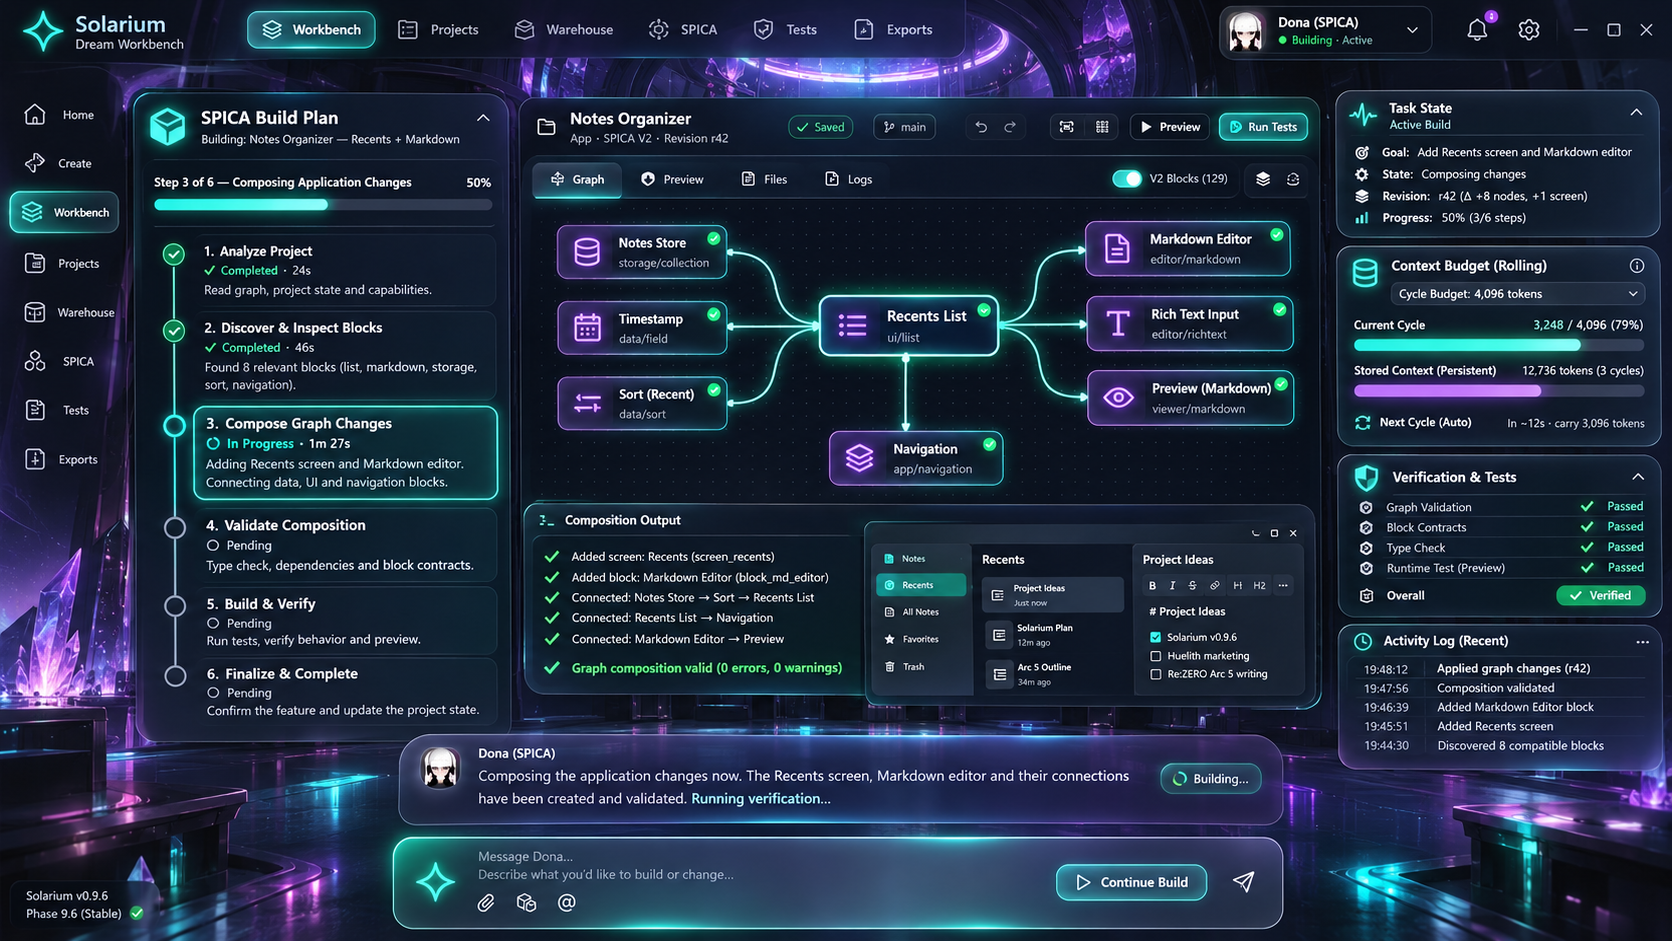 Solarium
Dream Workbench
Workbench
Projects
Warehouse
SPICA
Tests
Exports
Dona (SPICA)
Building · Active
Home
Create
Workbench
Projects
Warehouse
SPICA
Tests
Exports
Solarium v0.9.6
Phase 9.6 (Stable)
SPICA Build Plan
Building: Notes Organizer — Recents + Markdown
Step 3 of 6 — Composing Application Changes 50%
1. Analyze Project
Completed · 24s
Read graph, project state and capabilities.
2. Discover & Inspect Blocks
Completed · 46s
Found 8 relevant blocks (list, markdown, storage,
sort, navigation).
3. Compose Graph Changes
In Progress · 1m 27s
Adding Recents screen and Markdown editor.
Connecting data, UI and navigation blocks.
4. Validate Composition
Pending
Type check, dependencies and block contracts.
5. Build & Verify
Pending
Run tests, verify behavior and preview.
6. Finalize & Complete
Pending
Confirm the feature and update the project state.
Notes Organizer
App · SPICA V2 · Revision r42
Saved
main
Preview
Run Tests
Graph
Preview
Files
Logs
V2 Blocks (129)
Notes Store
storage/collection
Timestamp
data/field
Sort (Recent)
data/sort
Recents List
ui/liist
Navigation
app/navigation
Markdown Editor
editor/markdown
Rich Text Input
editor/richtext
Preview (Markdown)
viewer/markdown
Composition Output
Added screen: Recents (screen_recents)
Added block: Markdown Editor (block_md_editor)
Connected: Notes Store → Sort → Recents List
Connected: Recents List → Navigation
Connected: Markdown Editor → Preview
Graph composition valid (0 errors, 0 warnings)
Notes
Recents
All Notes
Favorites
Trash
Recents
Project Ideas
Just now
Solarium Plan
12m ago
Arc 5 Outline
34m ago
Project Ideas
B I S H H2
# Project Ideas
Solarium v0.9.6
Huelith marketing
Re:ZERO Arc 5 writing
Task State
Active Build
Goal: Add Recents screen and Markdown editor
State: Composing changes
Revision: r42 (Δ +8 nodes, +1 screen)
Progress: 50% (3/6 steps)
Context Budget (Rolling)
Cycle Budget: 4,096 tokens
Current Cycle 3,248 / 4,096 (79%)
Stored Context (Persistent) 12,736 tokens (3 cycles)
Next Cycle (Auto) In ~12s · carry 3,096 tokens
Verification & Tests
Graph Validation Passed
Block Contracts Passed
Type Check Passed
Runtime Test (Preview) Passed
Overall Verified
Activity Log (Recent)
19:48:12 Applied graph changes (r42)
19:47:56 Composition validated
19:46:39 Added Markdown Editor block
19:45:51 Added Recents screen
19:44:30 Discovered 8 compatible blocks
Dona (SPICA)
Composing the application changes now. The Recents screen, Markdown editor and their connections
have been created and validated. Running verification...
Building...
Message Dona...
Describe what you'd like to build or change...
Continue Build